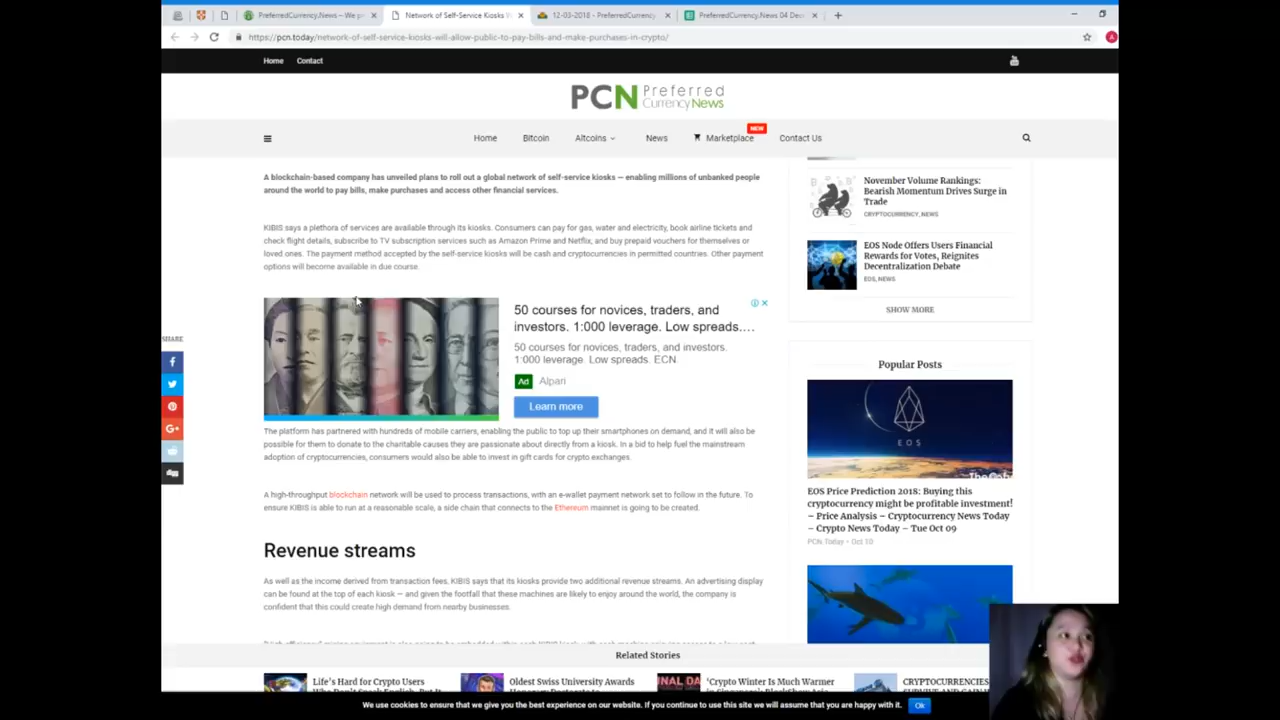 PreferredCurrency.News – We pr
Network of Self-Service Kiosks W
12-03-2018 - PreferredCurrency
PreferredCurrency.News 04 Dec
https://pcn.today/network-of-self-service-kiosks-will-allow-public-to-pay-bills-and-make-purchases-in-crypto/
Home Contact
PCN Preferred
CurrencyNews
NEW
Home Bitcoin Altcoins News Marketplace Contact Us
A blockchain-based company has unveiled plans to roll out a global network of self-service kiosks — enabling millions of unbanked people
around the world to pay bills, make purchases and access other financial services.
KIBIS says a plethora of services are available through its kiosks. Consumers can pay for gas, water and electricity, book airline tickets and
check flight details, subscribe to TV subscription services such as Amazon Prime and Netflix, and buy prepaid vouchers for themselves or
loved ones. The payment method accepted by the self-service kiosks will be cash and cryptocurrencies in permitted countries. Other payment
options will become available in due course.
50 courses for novices, traders, and
investors. 1:000 leverage. Low spreads....
50 courses for novices, traders, and investors.
1:000 leverage. Low spreads. ECN
Ad Alpari
Learn more
SHARE
The platform has partnered with hundreds of mobile carriers, enabling the public to top up their smartphones on demand, and it will also be
possible for them to donate to the charitable causes they are passionate about directly from a kiosk. In a bid to help fuel the mainstream
adoption of cryptocurrencies, consumers would also be able to invest in gift cards for crypto exchanges.
A high-throughput blockchain network will be used to process transactions, with an e-wallet payment network set to follow in the future. To
ensure KIBIS is able to run at a reasonable scale, a side chain that connects to the Ethereum mainnet is going to be created.
Revenue streams
As well as the income derived from transaction fees, KIBIS says that its kiosks provide two additional revenue streams. An advertising display
can be found at the top of each kiosk — and given the footfall that these machines are likely to enjoy around the world, the company is
confident that this could create high demand from nearby businesses.
November Volume Rankings:
Bearish Momentum Drives Surge in
Trade
CRYPTOCURRENCY, NEWS
EOS Node Offers Users Financial
Rewards for Votes, Reignites
Decentralization Debate
EOS, NEWS
SHOW MORE
Popular Posts
EOS
EOS Price Prediction 2018: Buying this
cryptocurrency might be profitable investment!
– Price Analysis – Cryptocurrency News Today
– Crypto News Today – Tue Oct 09
PCN.Today - Oct 10
Related Stories
Life's Hard for Crypto Users
Oldest Swiss University Awards
'Crypto Winter Is Much Warmer
CRYPTOCURRENCIES
We use cookies to ensure that we give you the best experience on our website. If you continue to use this site we will assume that you are happy with it. Ok